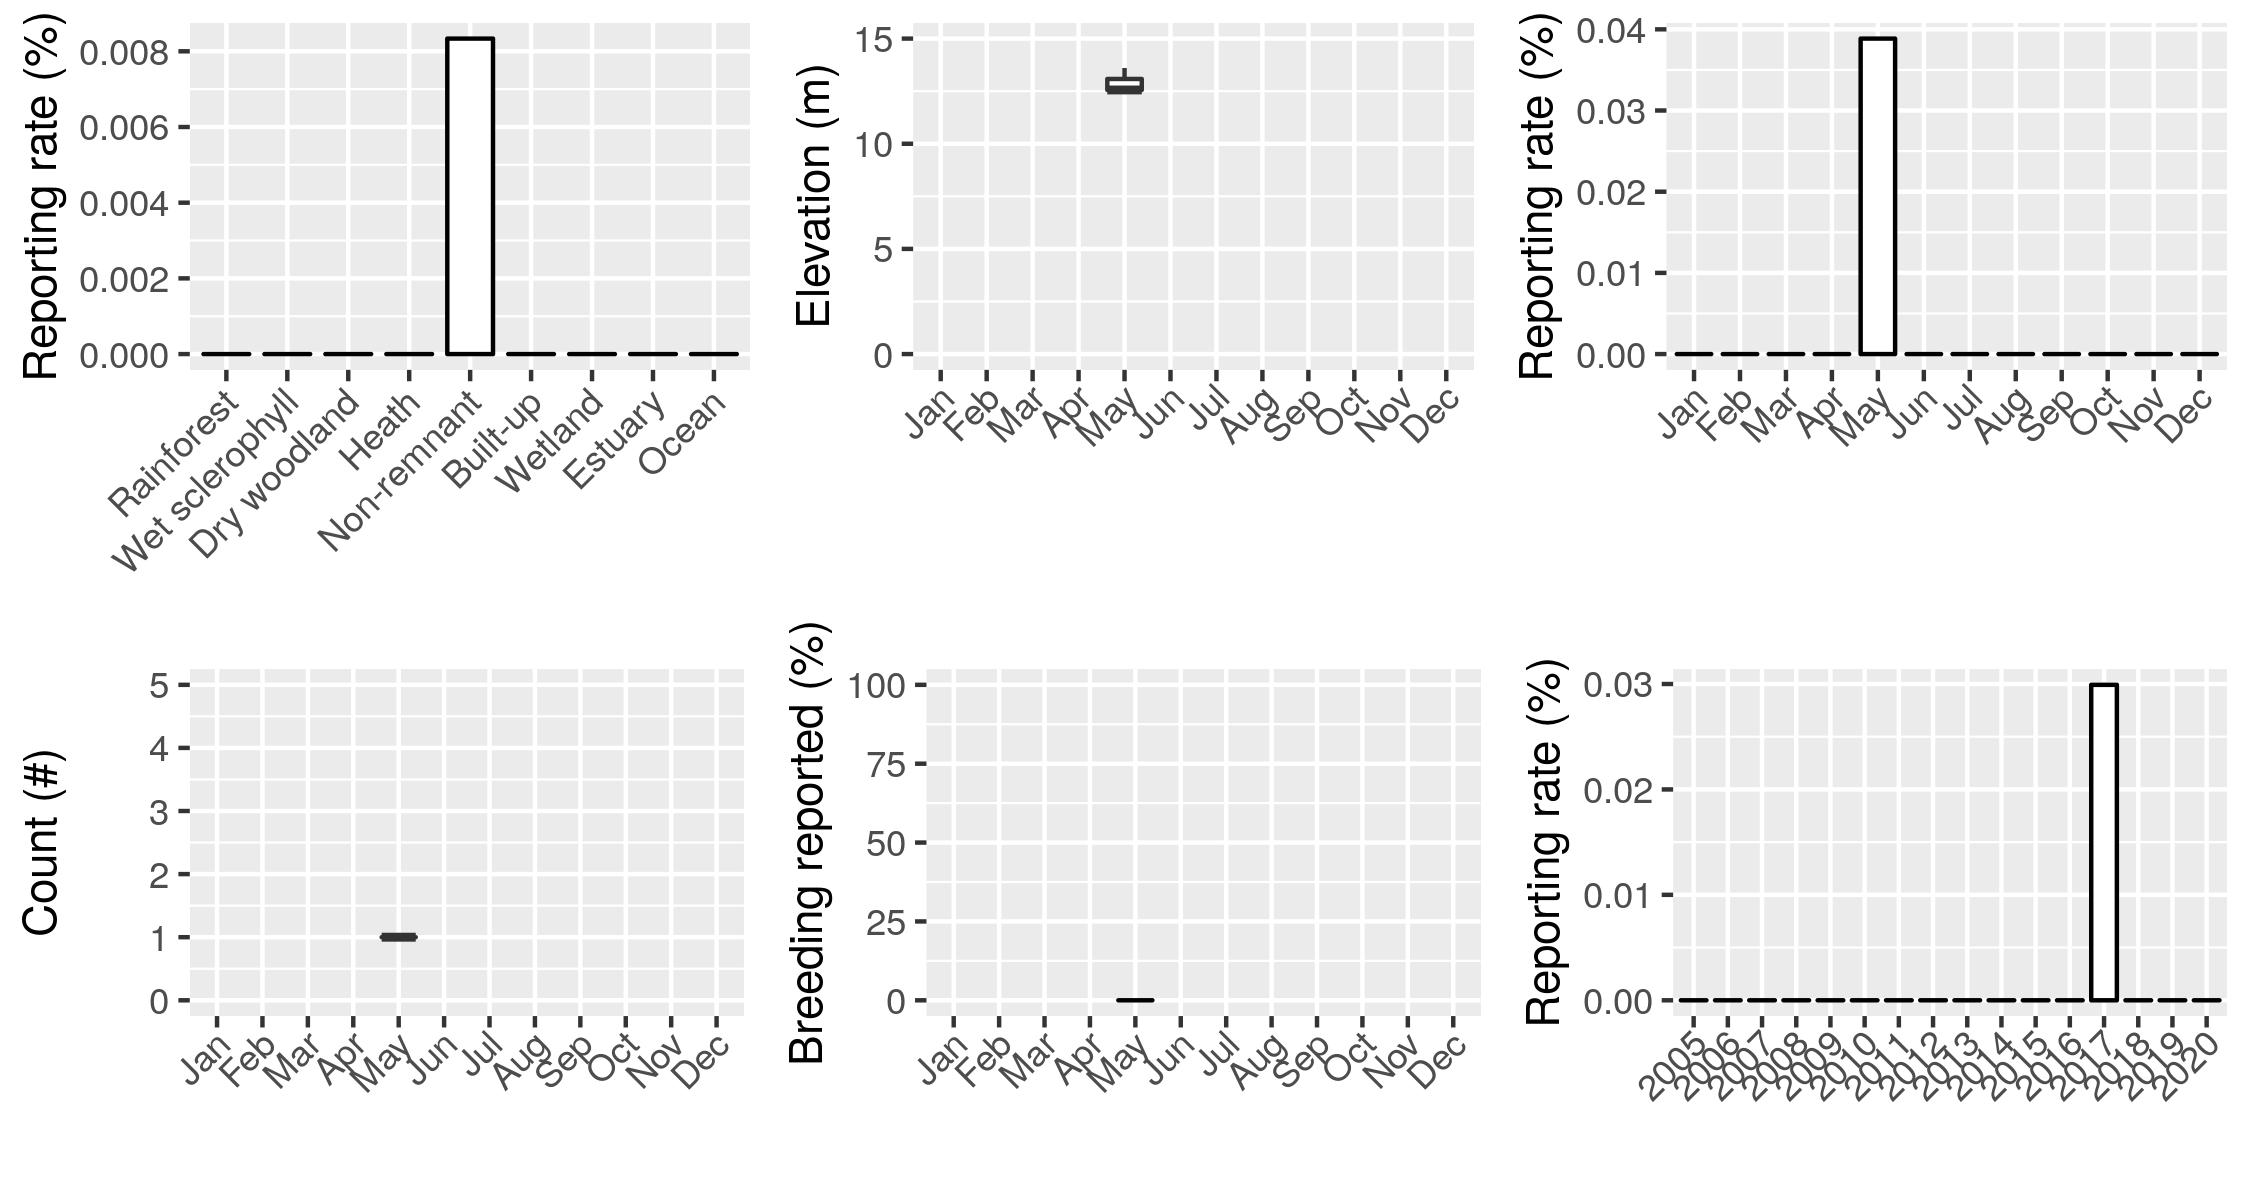 Reporting rate (%)
0.008
0.006
0.004
0.002
0.000
Rainforest
Wet sclerophyll
Dry woodland
Heath
Non-remnant
Built-up
Wetland
Estuary
Ocean
Elevation (m)
15
10
5
0
Jan
Feb
Mar
Apr
May
Jun
Jul
Aug
Sep
Oct
Nov
Dec
Reporting rate (%)
0.04
0.03
0.02
0.01
0.00
Jan
Feb
Mar
Apr
May
Jun
Jul
Aug
Sep
Oct
Nov
Dec
Count (#)
5
4
3
2
1
0
Jan
Feb
Mar
Apr
May
Jun
Jul
Aug
Sep
Oct
Nov
Dec
Breeding reported (%)
100
75
50
25
0
Jan
Feb
Mar
Apr
May
Jun
Jul
Aug
Sep
Oct
Nov
Dec
Reporting rate (%)
0.03
0.02
0.01
0.00
2005
2006
2007
2008
2009
2010
2011
2012
2013
2014
2015
2016
2017
2018
2019
2020